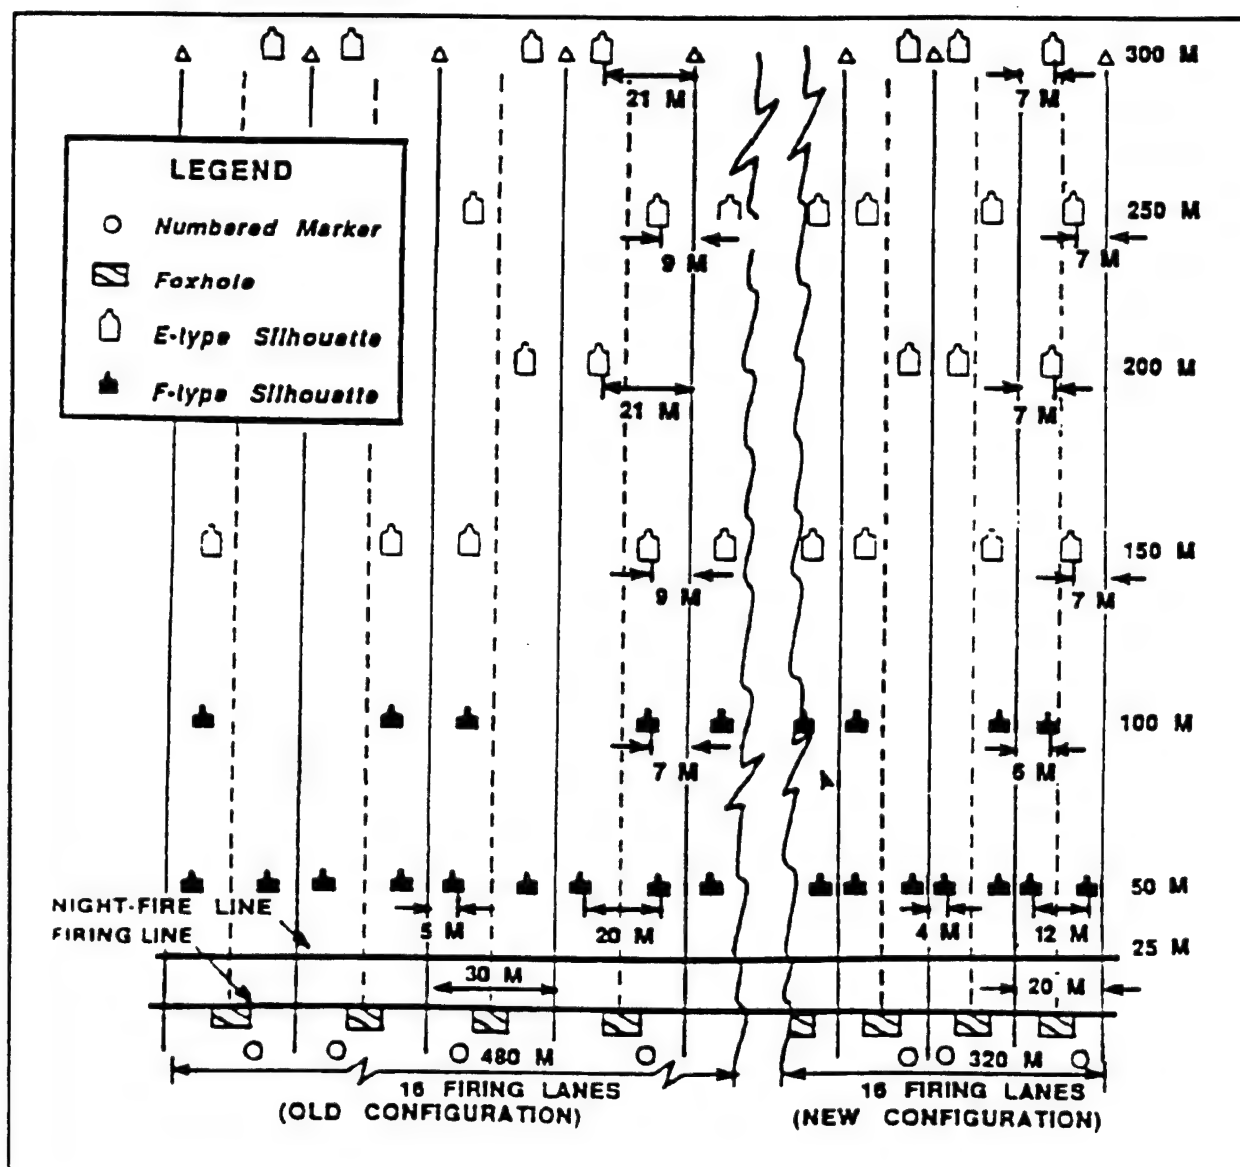 300 M
21 M
7 M
LEGEND
Numbered Marker
Foxhole
E-type Silhouette
F-type Silhouette
250 M
9 M
7 M
200 M
21 M
7 M
150 M
9 M
7 M
100 M
7 M
6 M
50 M
NIGHT-FIRE LINE
FIRING LINE
5 M
20 M
4 M
12 M
25 M
30 M
20 M
480 M
320 M
16 FIRING LANES
(OLD CONFIGURATION)
16 FIRING LANES
(NEW CONFIGURATION)